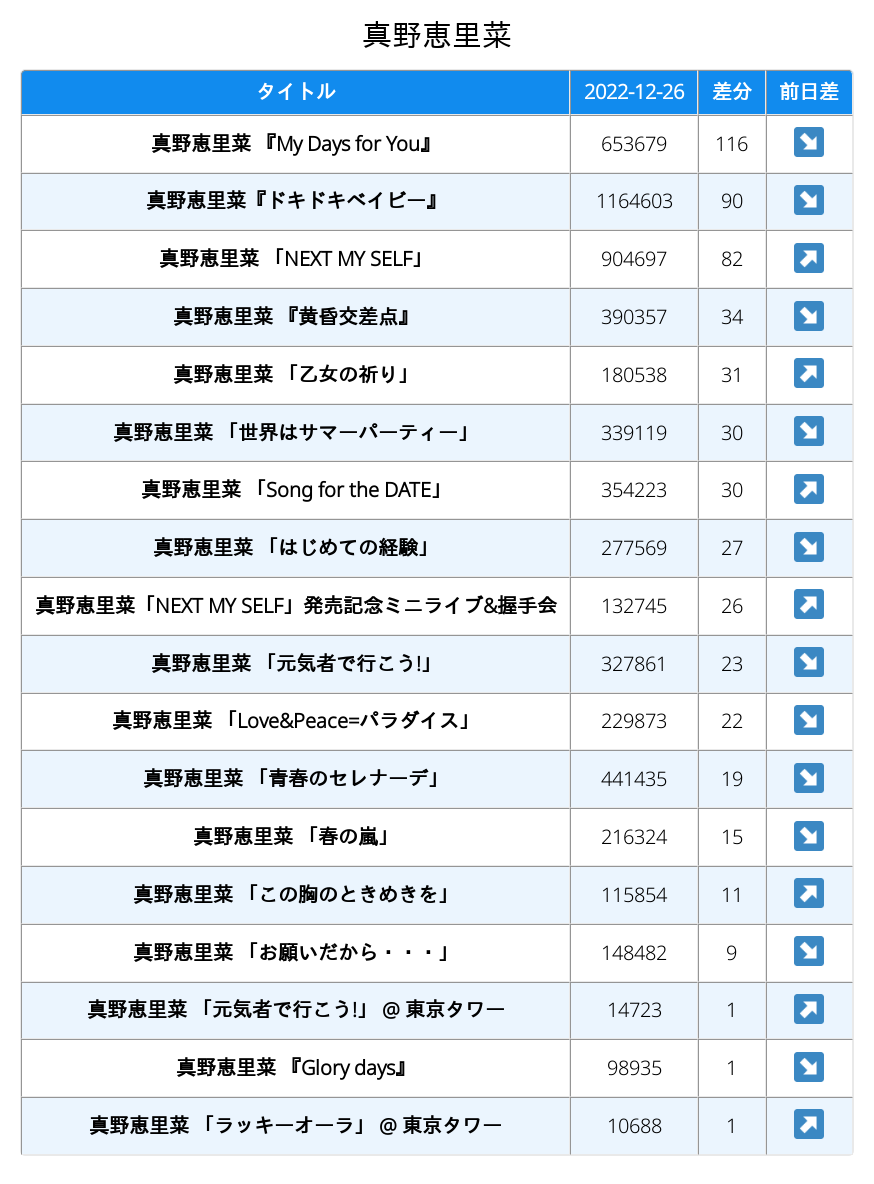 真野恵里菜
タイトル 2022-12-26 差分 前日差
真野恵里菜 『My Days for You』 653679 116 ↘
真野恵里菜『ドキドキベイビー』 1164603 90 ↘
真野恵里菜 「NEXT MY SELF」 904697 82 ↗
真野恵里菜 『黄昏交差点』 390357 34 ↘
真野恵里菜 「乙女の祈り」 180538 31 ↗
真野恵里菜 「世界はサマーパーティー」 339119 30 ↘
真野恵里菜 「Song for the DATE」 354223 30 ↗
真野恵里菜 「はじめての経験」 277569 27 ↘
真野恵里菜「NEXT MY SELF」発売記念ミニライブ&握手会 132745 26 ↗
真野恵里菜 「元気者で行こう!」 327861 23 ↘
真野恵里菜 「Love&Peace=パラダイス」 229873 22 ↘
真野恵里菜 「青春のセレナーデ」 441435 19 ↘
真野恵里菜 「春の嵐」 216324 15 ↘
真野恵里菜 「この胸のときめきを」 115854 11 ↗
真野恵里菜 「お願いだから・・・」 148482 9 ↘
真野恵里菜 「元気者で行こう!」 @ 東京タワー 14723 1 ↗
真野恵里菜 『Glory days』 98935 1 ↘
真野恵里菜 「ラッキーオーラ」 @ 東京タワー 10688 1 ↗